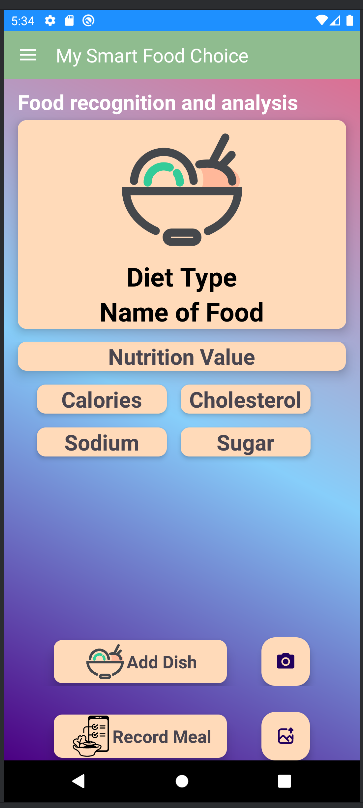 5:34
My Smart Food Choice
Food recognition and analysis
Diet Type
Name of Food
Nutrition Value
Calories Cholesterol
Sodium Sugar
Add Dish
Record Meal